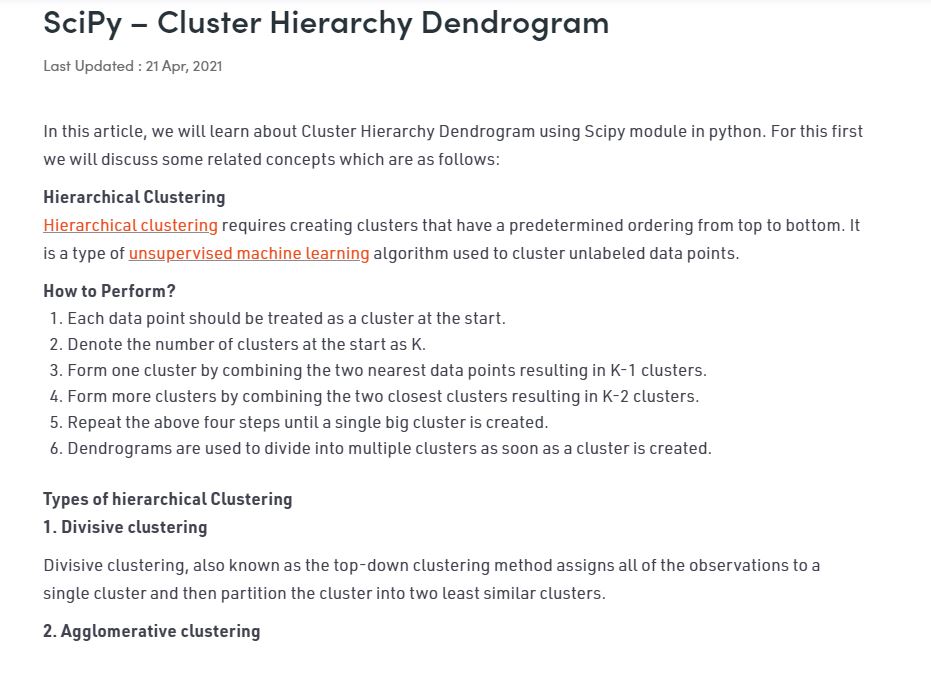 SciPy – Cluster Hierarchy Dendrogram
Last Updated : 21 Apr, 2021
In this article, we will learn about Cluster Hierarchy Dendrogram using Scipy module in python. For this first
we will discuss some related concepts which are as follows:
Hierarchical Clustering
Hierarchical clustering requires creating clusters that have a predetermined ordering from top to bottom. It
is a type of unsupervised machine learning algorithm used to cluster unlabeled data points.
How to Perform?
1. Each data point should be treated as a cluster at the start.
2. Denote the number of clusters at the start as K.
3. Form one cluster by combining the two nearest data points resulting in K-1 clusters.
4. Form more clusters by combining the two closest clusters resulting in K-2 clusters.
5. Repeat the above four steps until a single big cluster is created.
6. Dendrograms are used to divide into multiple clusters as soon as a cluster is created.
Types of hierarchical Clustering
1. Divisive clustering
Divisive clustering, also known as the top-down clustering method assigns all of the observations to a
single cluster and then partition the cluster into two least similar clusters.
2. Agglomerative clustering